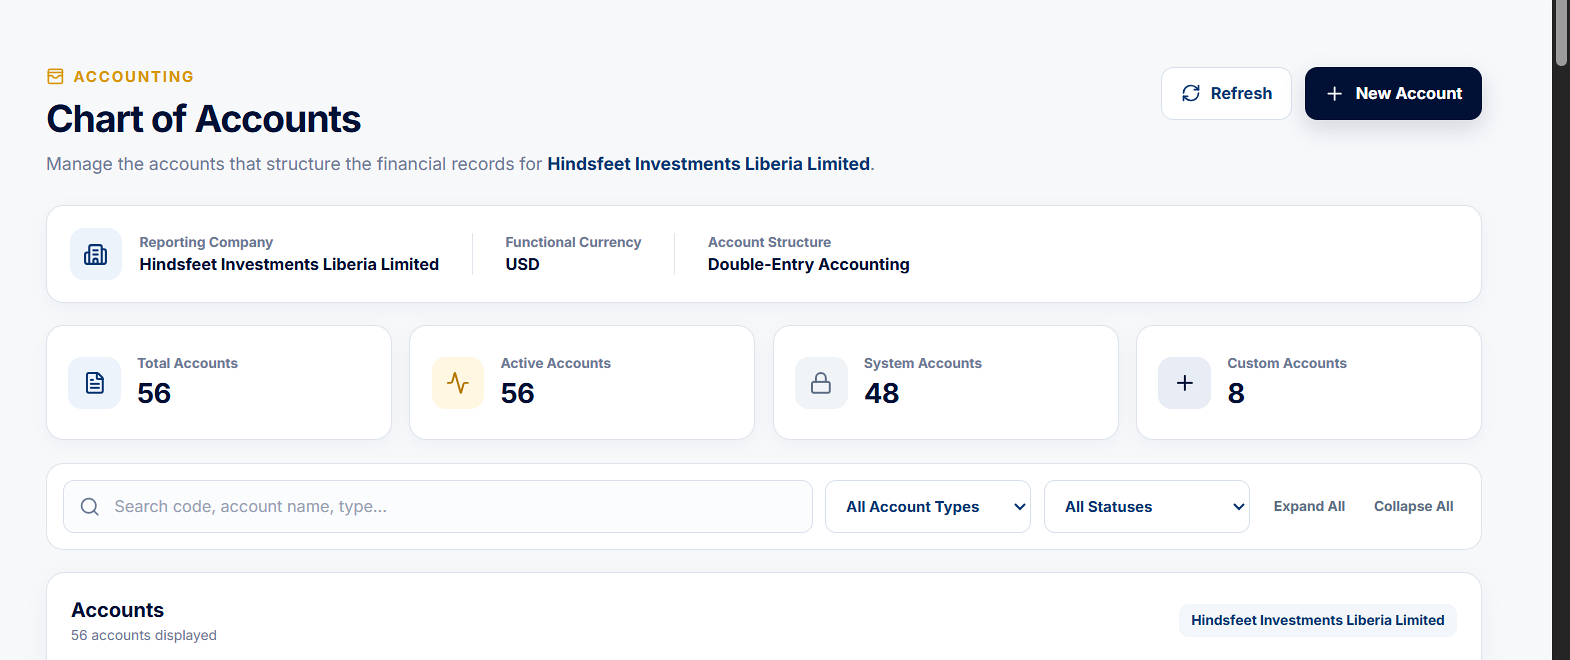 ACCOUNTING
Chart of Accounts
Manage the accounts that structure the financial records for Hindsfeet Investments Liberia Limited.
Refresh
New Account
Reporting Company
Hindsfeet Investments Liberia Limited
Functional Currency
USD
Account Structure
Double-Entry Accounting
Total Accounts
56
Active Accounts
56
System Accounts
48
Custom Accounts
8
Search code, account name, type...
All Account Types
All Statuses
Expand All
Collapse All
Accounts
56 accounts displayed
Hindsfeet Investments Liberia Limited